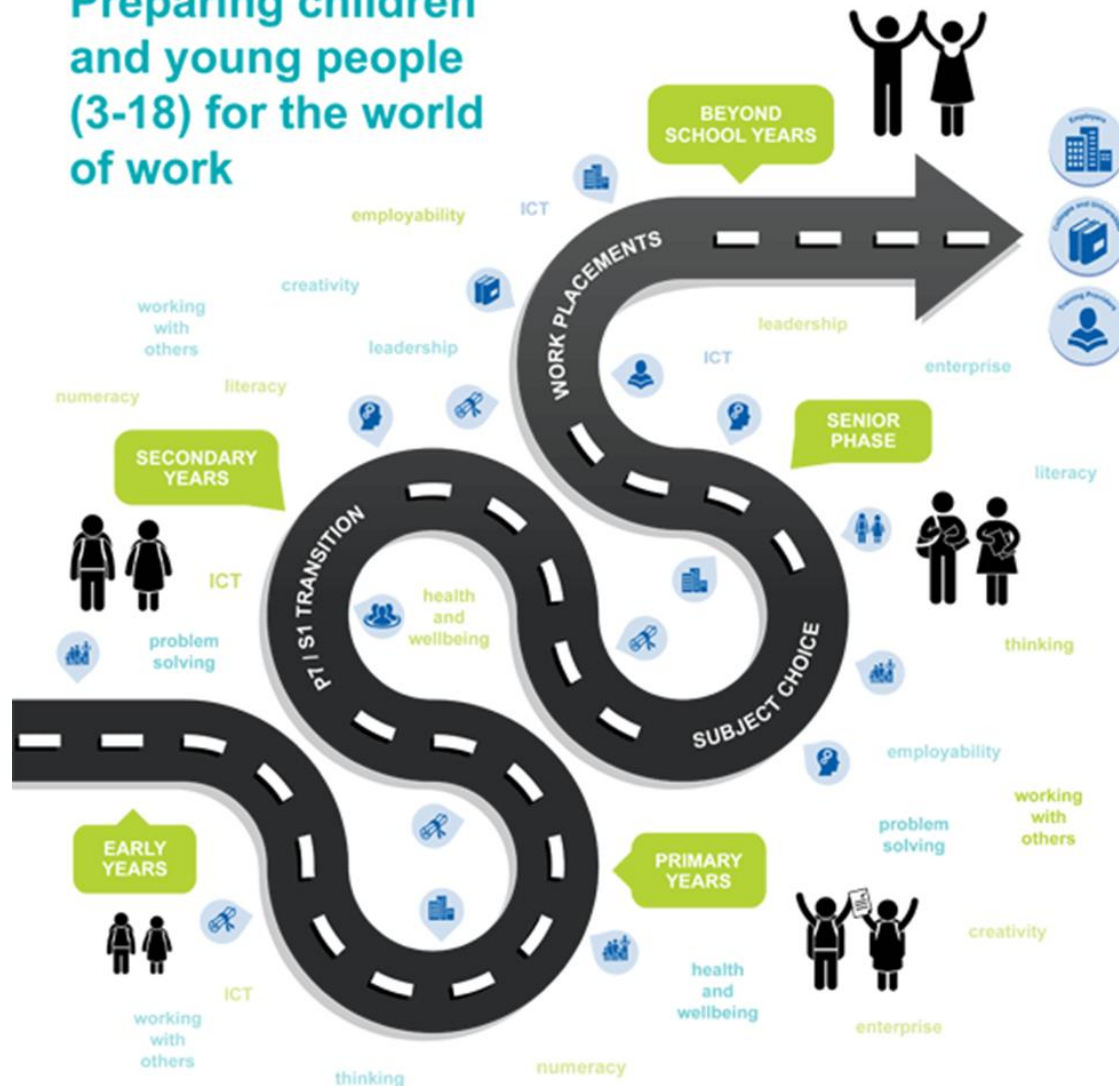 Preparing children
and young people
(3-18) for the world
of work
BEYOND
SCHOOL YEARS
Employers
employability
ICT
WORK PLACEMENTS
creativity
working
with
others
leadership
leadership
ICT
Training Providers
enterprise
numeracy
literacy
SENIOR
PHASE
SECONDARY
YEARS
literacy
P7 | S1 TRANSITION
ICT
health
and
wellbeing
problem
solving
thinking
SUBJECT CHOICE
employability
working
with
others
problem
solving
EARLY
YEARS
PRIMARY
YEARS
creativity
health
and
wellbeing
ICT
enterprise
working
with
others
thinking
numeracy